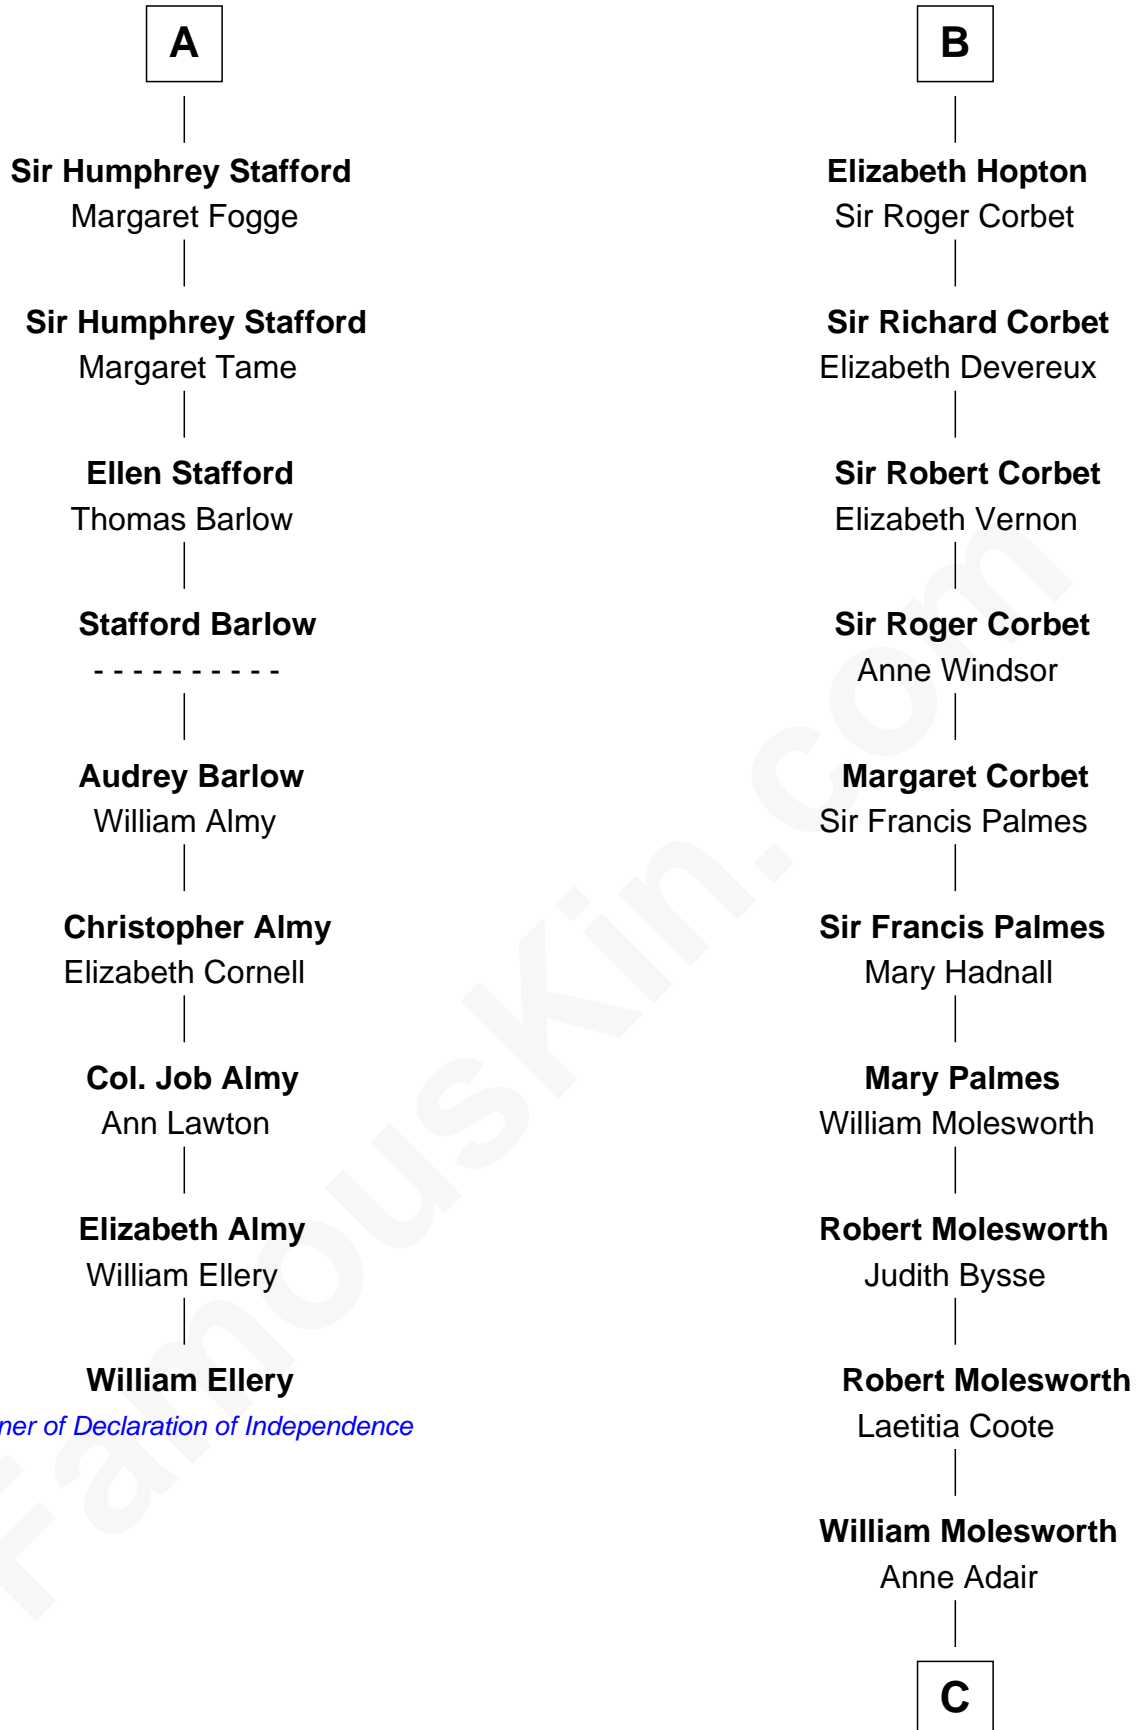 A
Sir Humphrey Stafford
Margaret Fogge
Sir Humphrey Stafford
Margaret Tame
Ellen Stafford
Thomas Barlow
Stafford Barlow
- - - - - - - - - -
Audrey Barlow
William Almy
Christopher Almy
Elizabeth Cornell
Col. Job Almy
Ann Lawton
Elizabeth Almy
William Ellery
William Ellery
of Declaration of Independence
B
Elizabeth Hopton
Sir Roger Corbet
Sir Richard Corbet
Elizabeth Devereux
Sir Robert Corbet
Elizabeth Vernon
Sir Roger Corbet
Anne Windsor
Margaret Corbet
Sir Francis Palmes
Sir Francis Palmes
Mary Hadnall
Mary Palmes
William Molesworth
Robert Molesworth
Judith Bysse
Robert Molesworth
Laetitia Coote
William Molesworth
Anne Adair
C
FamousKin.com